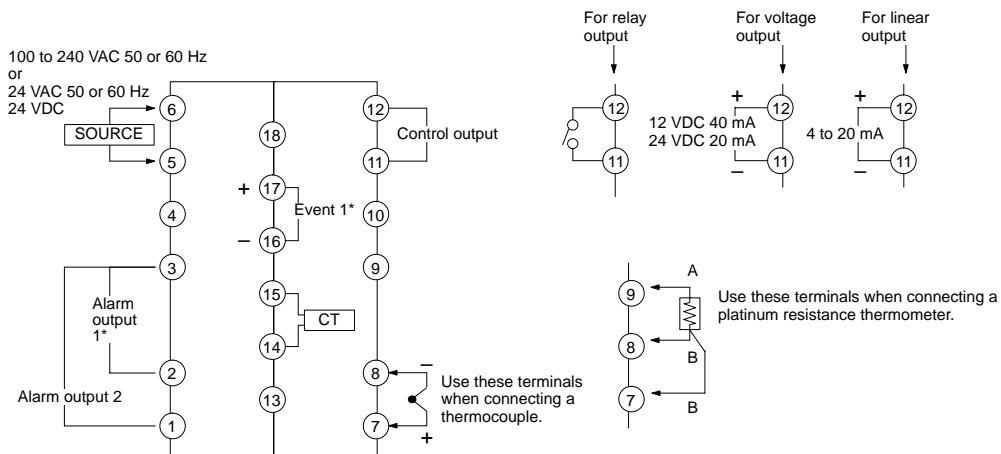 100 to 240 VAC 50 or 60 Hz
or
24 VAC 50 or 60 Hz
24 VDC
SOURCE
6
5
4
3
2
1
Alarm
output
1*
Alarm output 2
18
17
16
15
14
13
+
–
Event 1*
CT
12
11
10
9
8
7
Control output
–
+
Use these terminals
when connecting a
thermocouple.
For relay
output
12
11
For voltage
output
+
12
12 VDC 40 mA
24 VDC 20 mA
11
–
For linear
output
+
12
4 to 20 mA
11
–
A
9
8
B
7
B
Use these terminals when connecting a
platinum resistance thermometer.